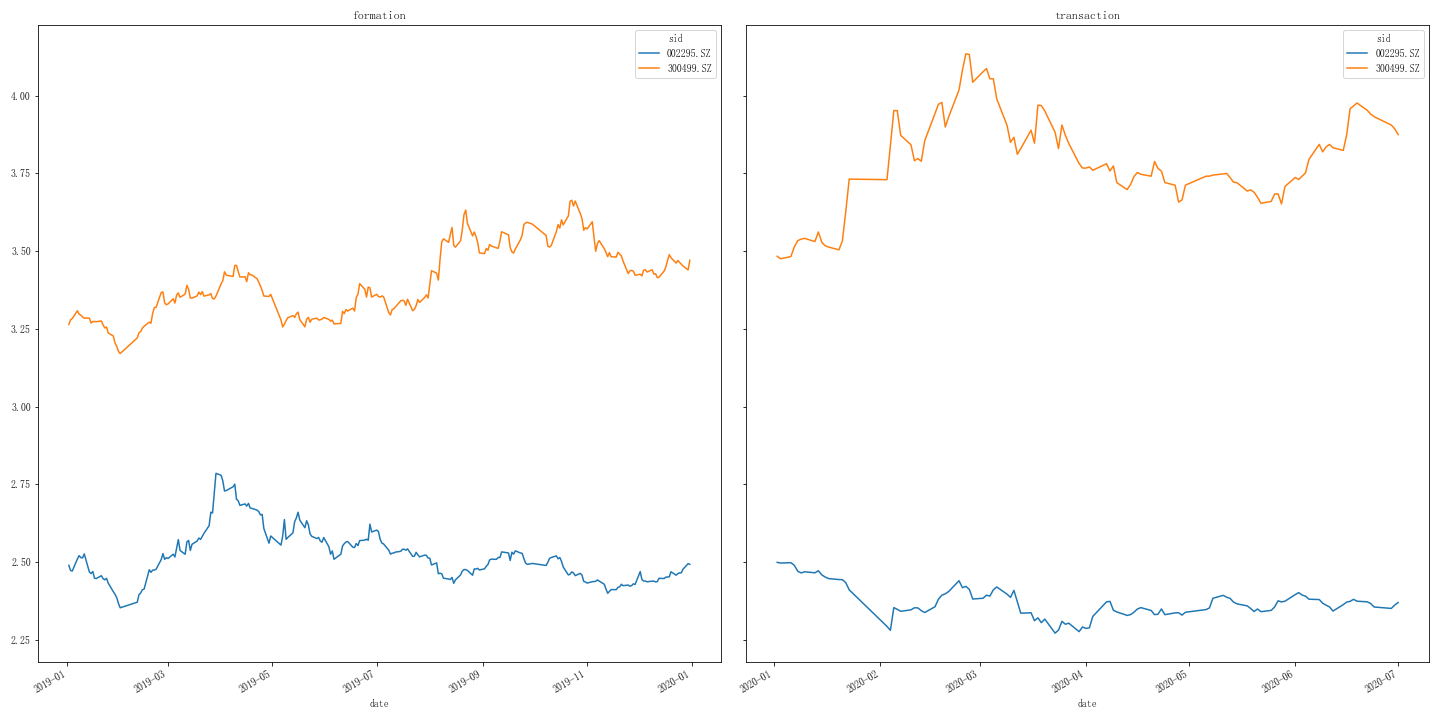 formation
sid
002295.SZ
300499.SZ
4.00
3.75
3.50
3.25
3.00
2.75
2.50
2.25
2019-01
2019-03
2019-05
2019-07
2019-09
2019-11
2020-01
date
transaction
sid
002295.SZ
300499.SZ
2020-01
2020-02
2020-03
2020-04
2020-05
2020-06
2020-07
date